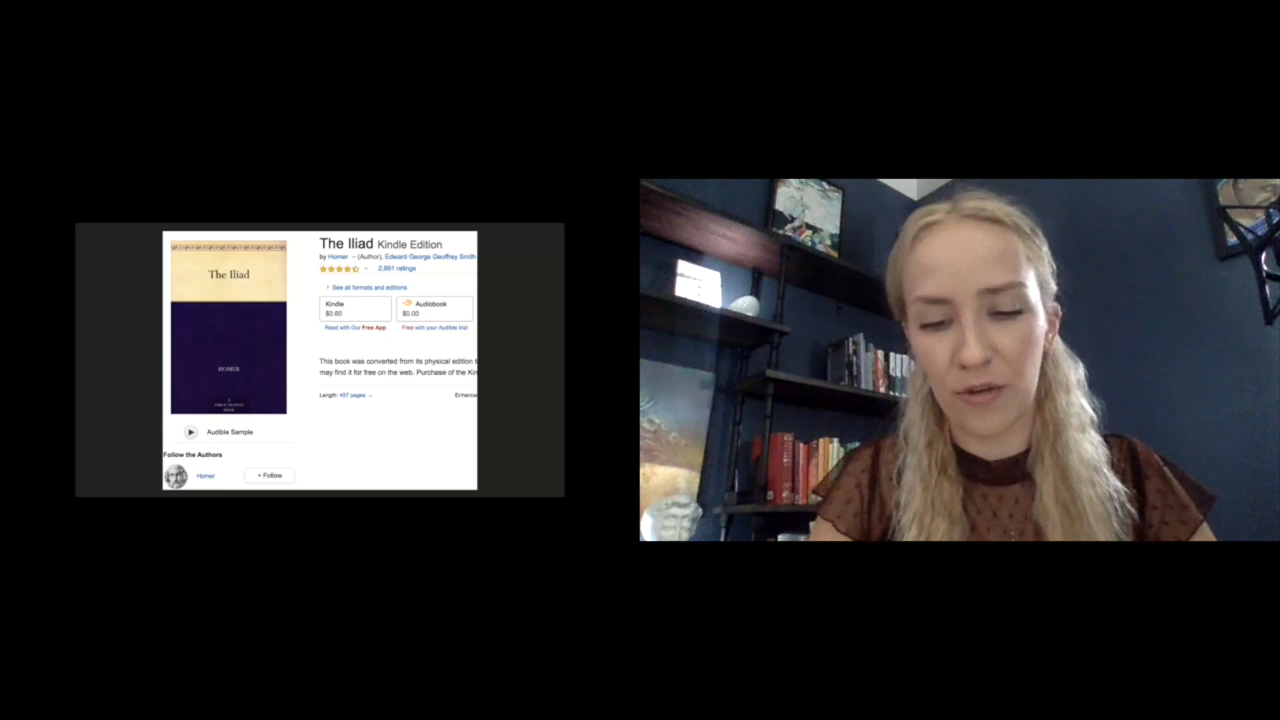 The Iliad
HOMER
Audible Sample
Follow the Authors
Homer
+ Follow
The Iliad Kindle Edition
by Homer (Author), Edward George Geoffrey Smith
2,991 ratings
See all formats and editions
Kindle
$0.60
Audiobook
$0.00
Read with Our Free App
Free with your Audible trial
This book was converted from its physical edition t
may find it for free on the web. Purchase of the Kin
Length: 457 pages
Enhance